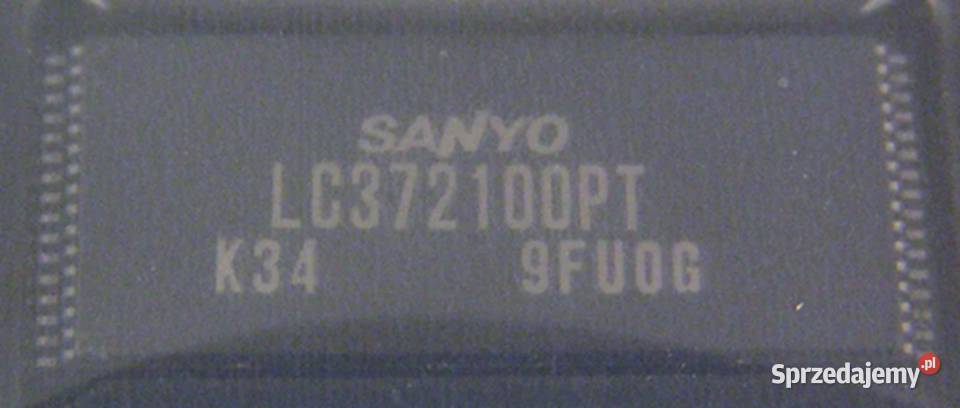 SANYO
LC372100PT
K34 9FU0G
Sprzedajemy.pl